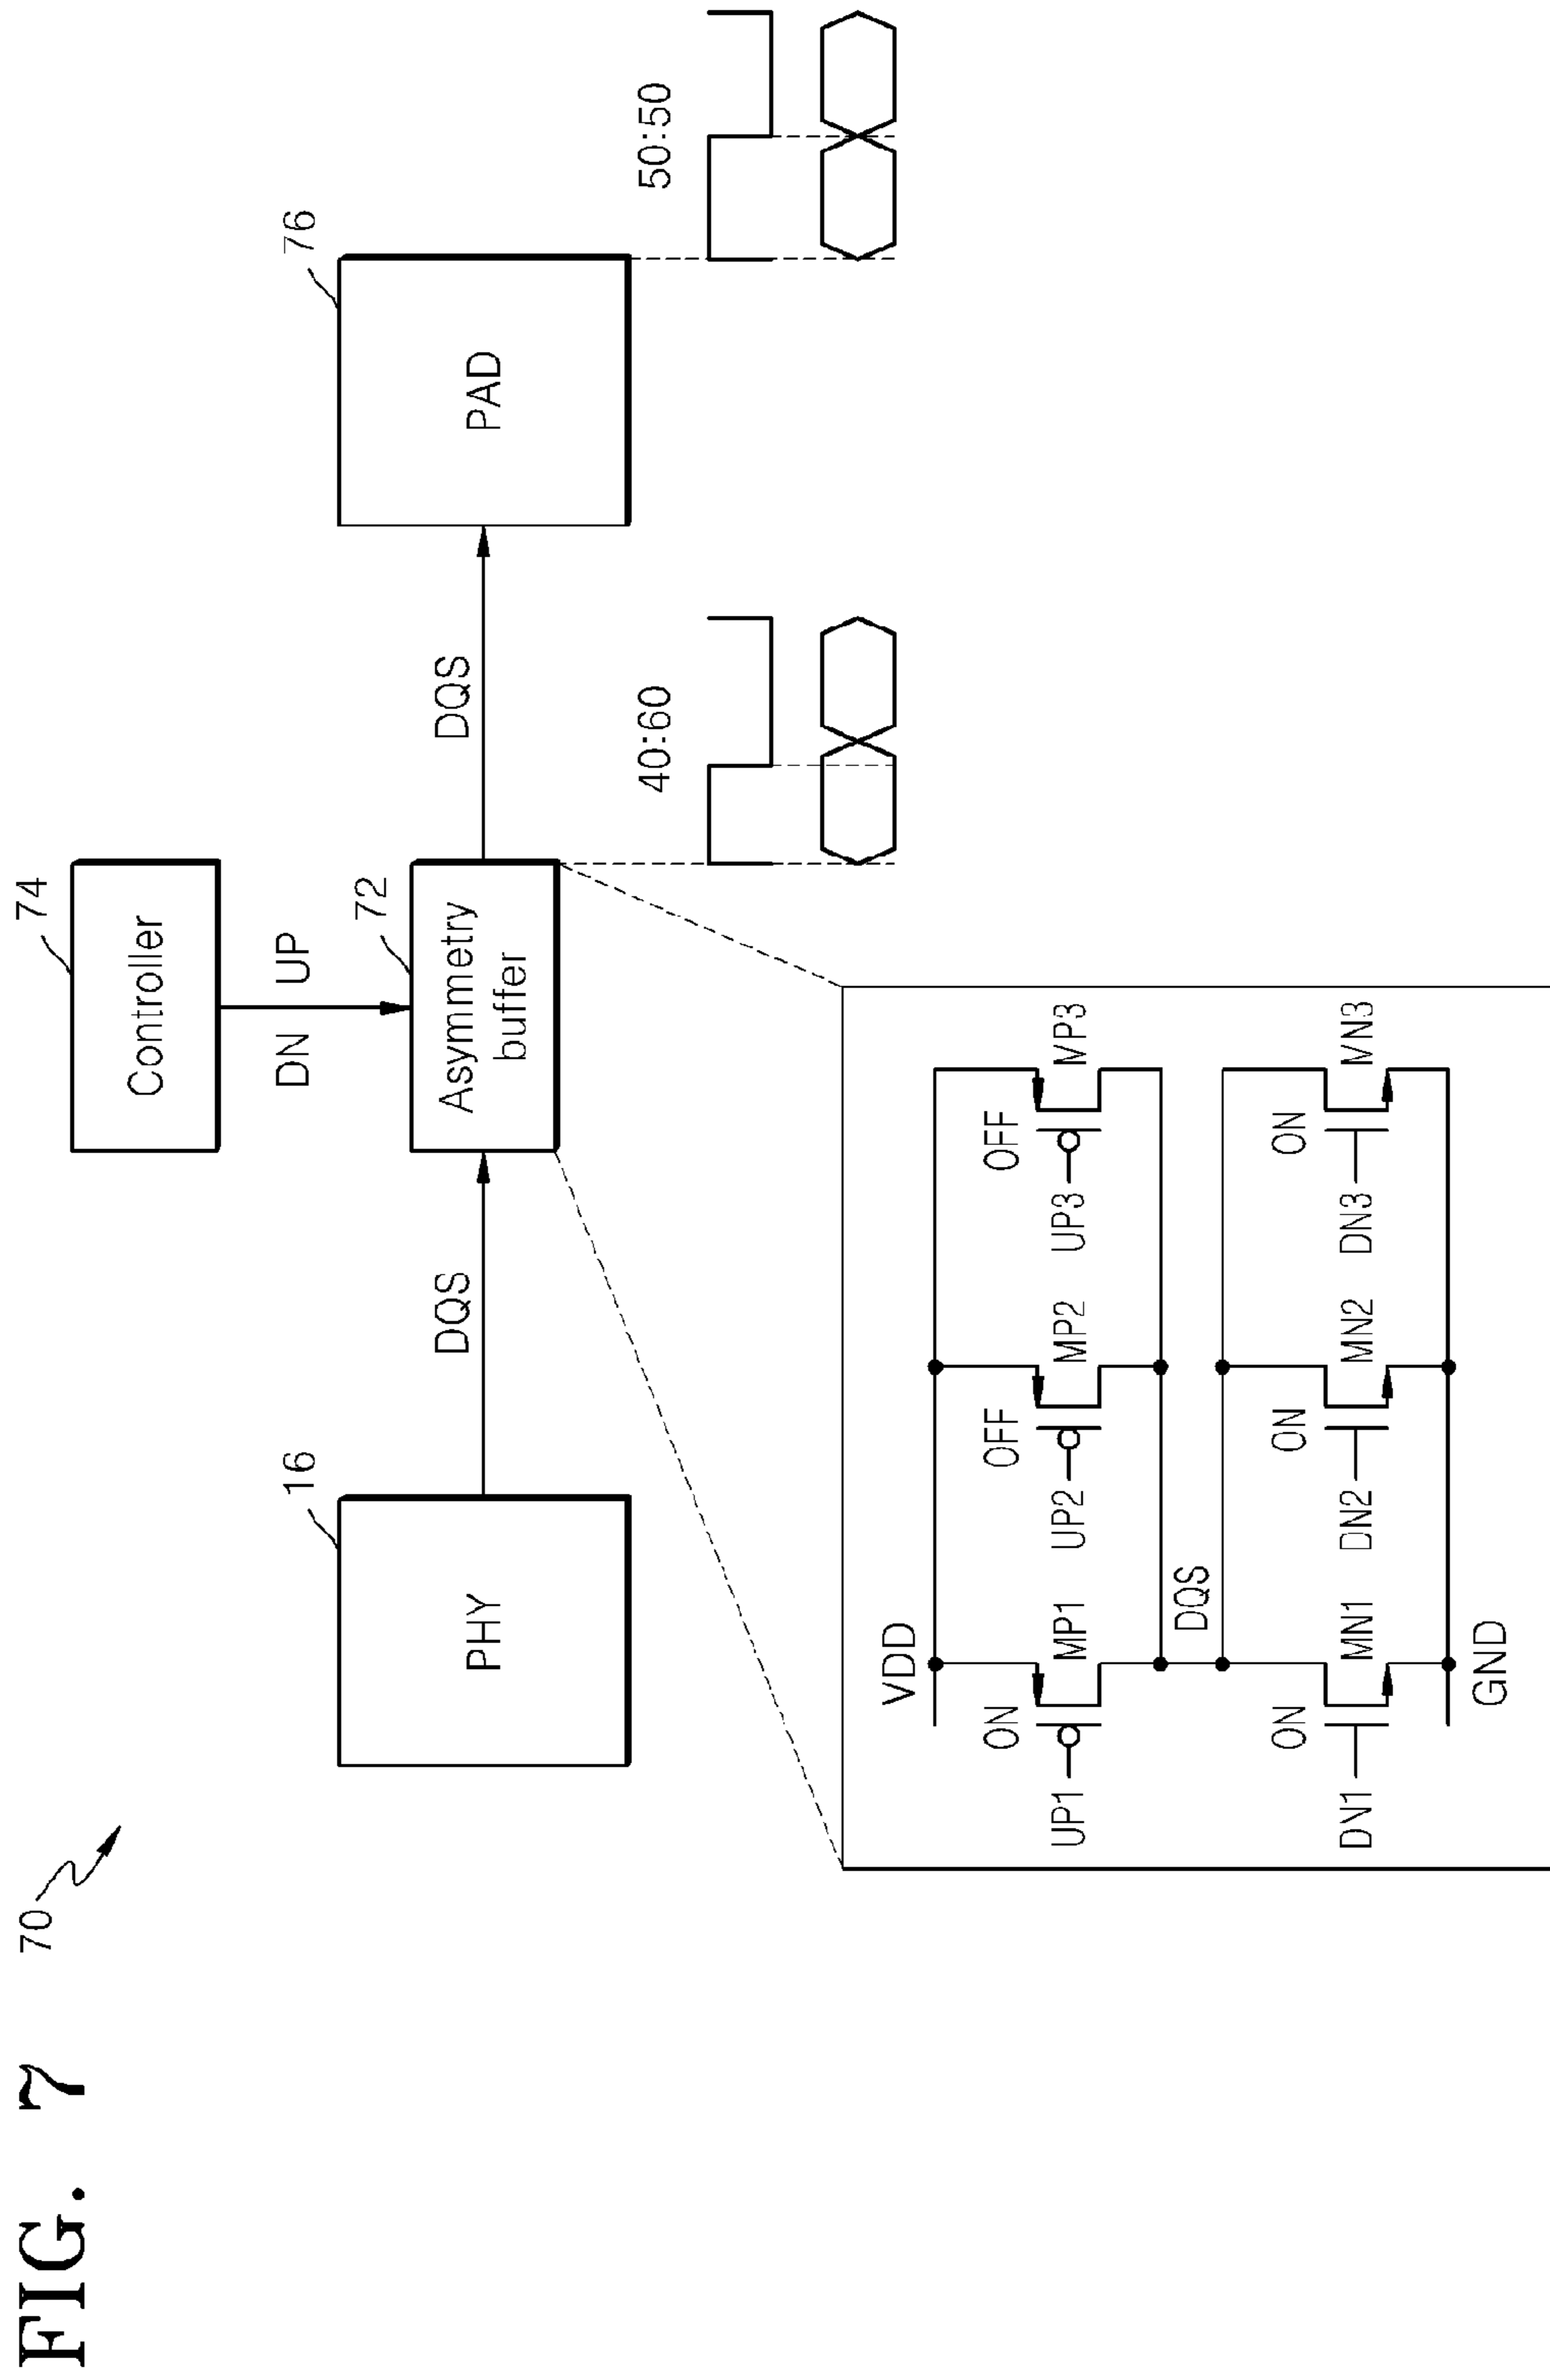 FIG. 7
70
74
Controller
DN UP
16
72
76
PHY
DQS
Asymmetry
buffer
DQS
PAD
40:60
50:50
VDD
ON
OFF
OFF
UP1
MP1
UP2
MP2
UP3
MP3
DQS
ON
ON
ON
DN1
MN1
DN2
MN2
DN3
MN3
GND